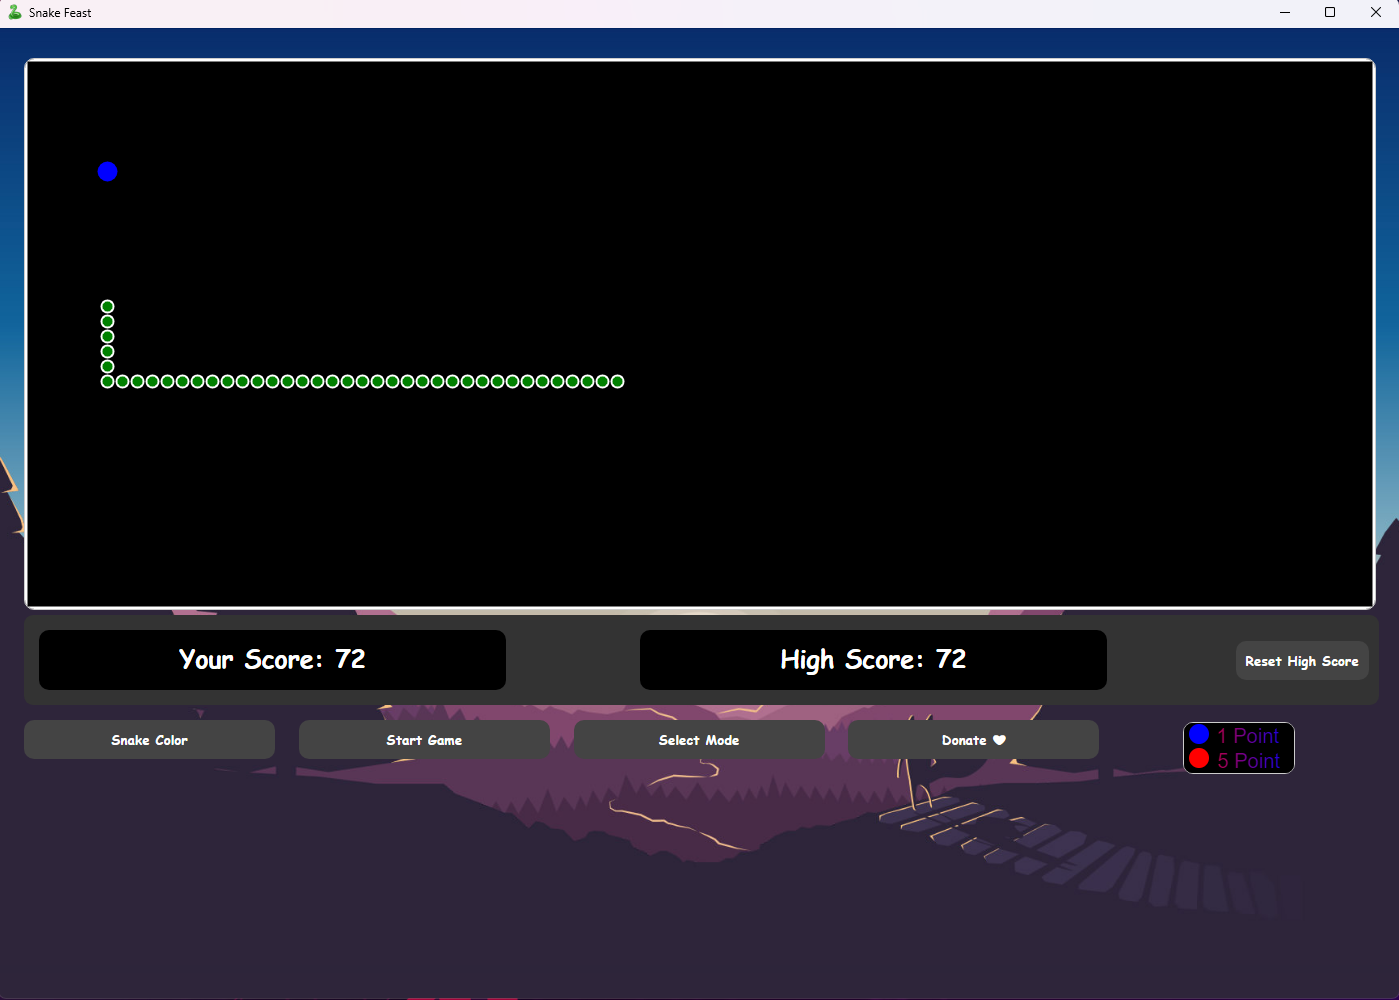 Snake Feast
Your Score: 72
High Score: 72
Reset High Score
Snake Color
Start Game
Select Mode
Donate
1 Point
5 Point